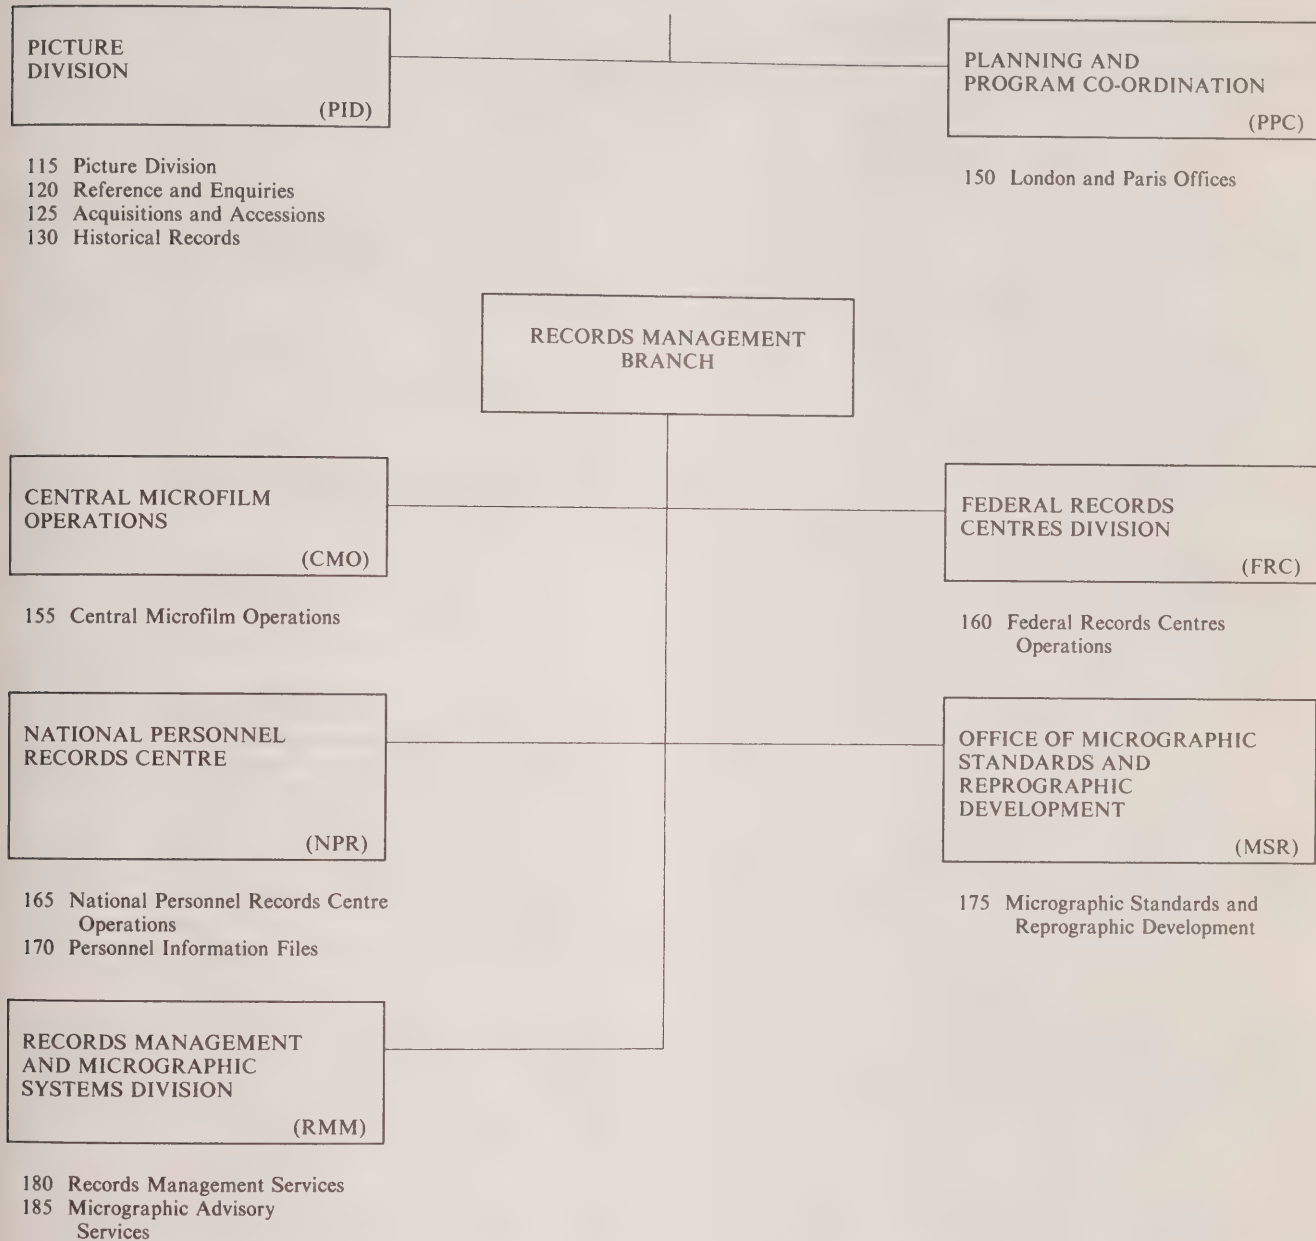 PICTURE
DIVISION
(PID)
115 Picture Division
120 Reference and Enquiries
125 Acquisitions and Accessions
130 Historical Records
PLANNING AND
PROGRAM CO-ORDINATION
(PPC)
150 London and Paris Offices
RECORDS MANAGEMENT
BRANCH
CENTRAL MICROFILM
OPERATIONS
(CMO)
155 Central Microfilm Operations
FEDERAL RECORDS
CENTRES DIVISION
(FRC)
160 Federal Records Centres
Operations
NATIONAL PERSONNEL
RECORDS CENTRE
(NPR)
165 National Personnel Records Centre
Operations
170 Personnel Information Files
OFFICE OF MICROGRAPHIC
STANDARDS AND
REPROGRAPHIC
DEVELOPMENT
(MSR)
175 Micrographic Standards and
Reprographic Development
RECORDS MANAGEMENT
AND MICROGRAPHIC
SYSTEMS DIVISION
(RMM)
180 Records Management Services
185 Micrographic Advisory
Services